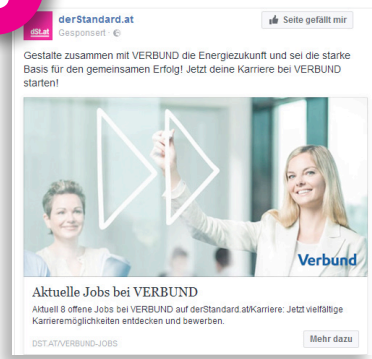 dSt.at
derStandard.at
Gesponsert ·
Seite gefällt mir
Gestalte zusammen mit VERBUND die Energiezukunft und sei die starke
Basis für den gemeinsamen Erfolg! Jetzt deine Karriere bei VERBUND
starten!
Verbund
Aktuelle Jobs bei VERBUND
Aktuell 8 offene Jobs bei VERBUND auf derStandard.at/Karriere: Jetzt vielfältige
Karrieremöglichkeiten entdecken und bewerben.
DST.AT/VERBUND-JOBS
Mehr dazu